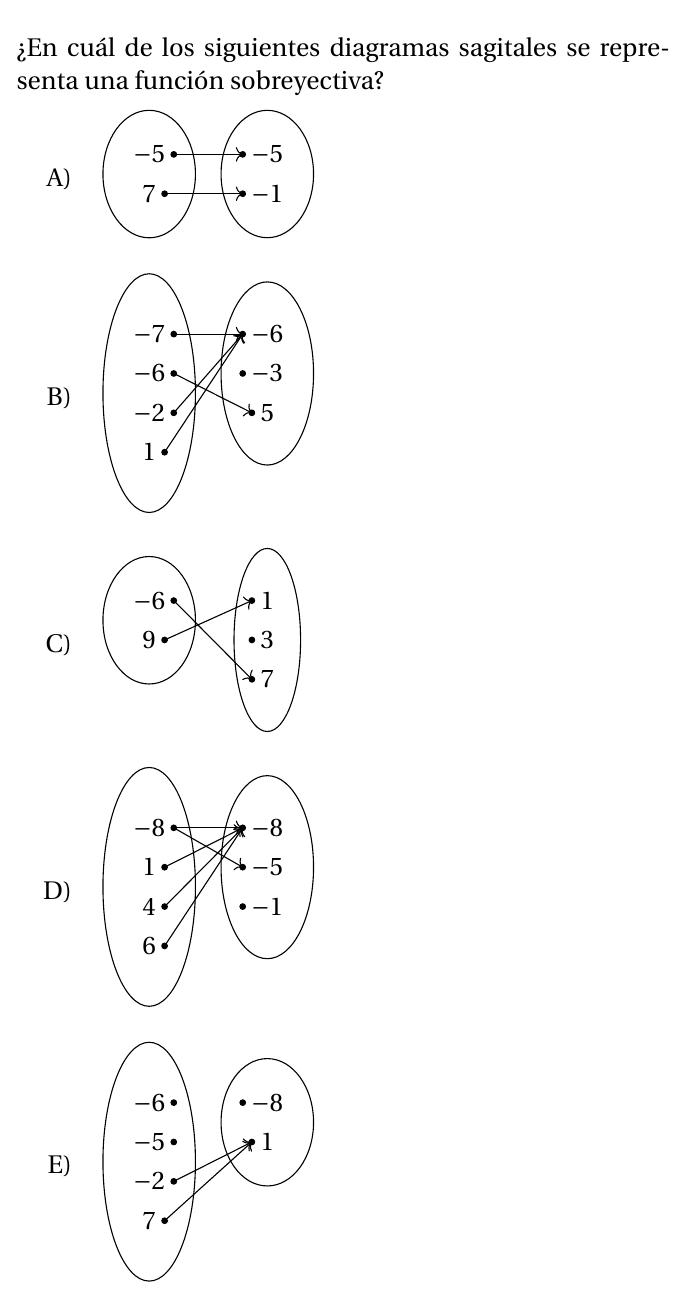 ¿En cuál de los siguientes diagramas sagitales se repre-
senta una función sobreyectiva?
A)
−5 −5
7 −1
B)
−7 −6
−6 −3
−2 5
1
C)
−6 1
9 3
7
D)
−8 −8
1 −5
4 −1
6
E)
−6 −8
−5 1
−2
7